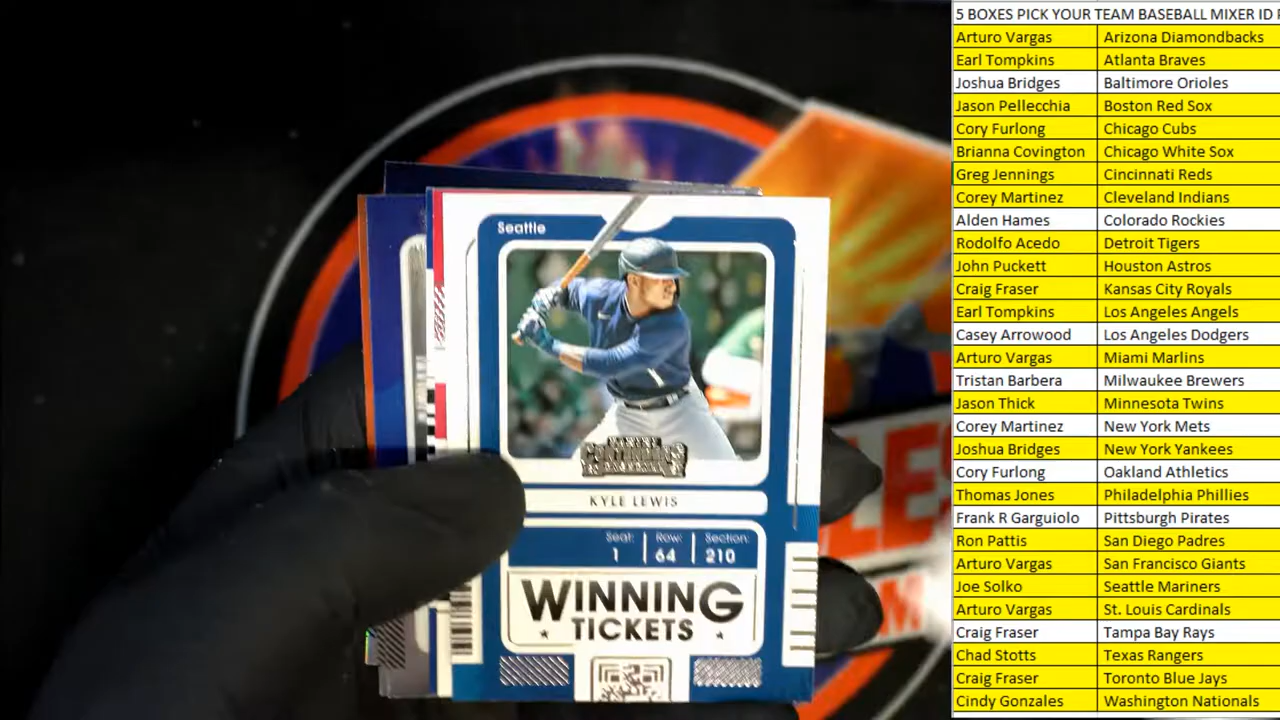 Seattle
CONTENDERS
KYLE LEWIS
Seat: Row: Section:
1 64 210
WINNING
TICKETS
5 BOXES PICK YOUR TEAM BASEBALL MIXER ID
Arturo Vargas Arizona Diamondbacks
Earl Tompkins Atlanta Braves
Joshua Bridges Baltimore Orioles
Jason Pellecchia Boston Red Sox
Cory Furlong Chicago Cubs
Brianna Covington Chicago White Sox
Greg Jennings Cincinnati Reds
Corey Martinez Cleveland Indians
Alden Hames Colorado Rockies
Rodolfo Acedo Detroit Tigers
John Puckett Houston Astros
Craig Fraser Kansas City Royals
Earl Tompkins Los Angeles Angels
Casey Arrowood Los Angeles Dodgers
Arturo Vargas Miami Marlins
Tristan Barbera Milwaukee Brewers
Jason Thick Minnesota Twins
Corey Martinez New York Mets
Joshua Bridges New York Yankees
Cory Furlong Oakland Athletics
Thomas Jones Philadelphia Phillies
Frank R Garguiolo Pittsburgh Pirates
Ron Pattis San Diego Padres
Arturo Vargas San Francisco Giants
Joe Solko Seattle Mariners
Arturo Vargas St. Louis Cardinals
Craig Fraser Tampa Bay Rays
Chad Stotts Texas Rangers
Craig Fraser Toronto Blue Jays
Cindy Gonzales Washington Nationals